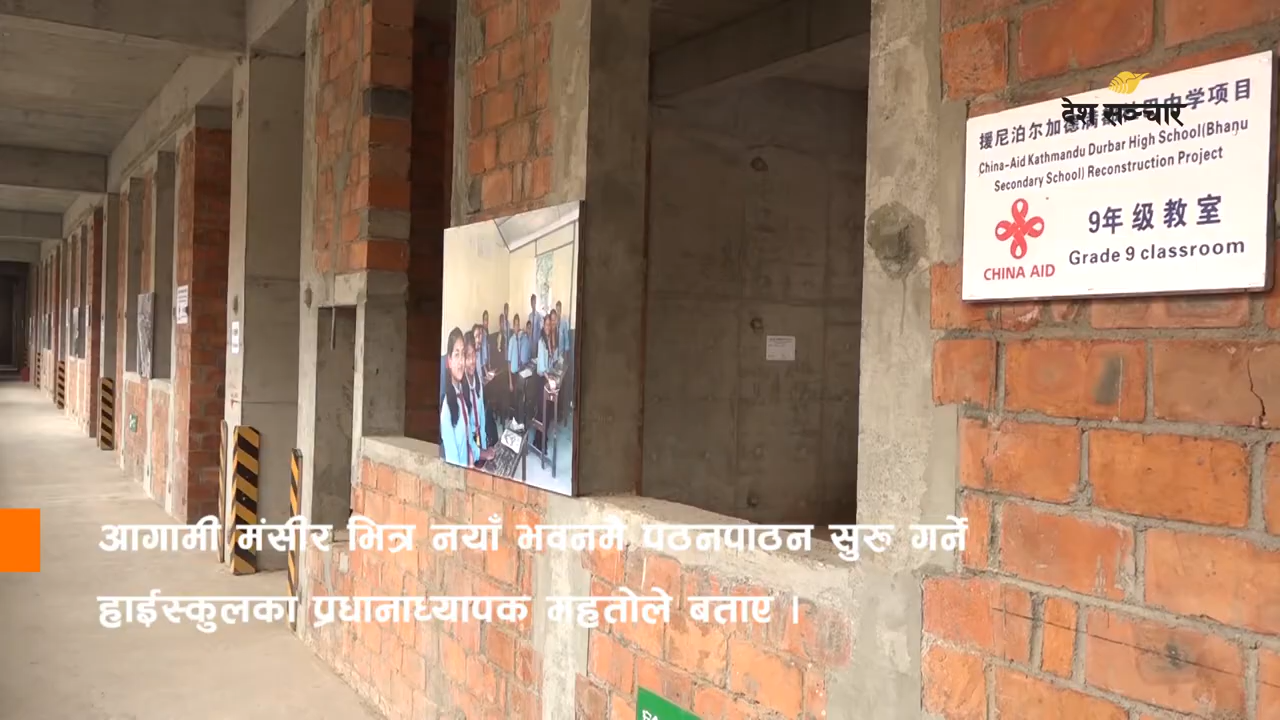 देश सञ्चार
援尼泊尔加德满 中学项目
China-Aid Kathmandu Durbar High School(Bhanu
Secondary School) Reconstruction Project
9年级教室
Grade 9 classroom
CHINA AID
आगामी मंसीर भित्र नयाँ भवनमै पठनपाठन सुरू गर्ने
हाईस्कुलका प्रधानाध्यापक महतोले बताए ।